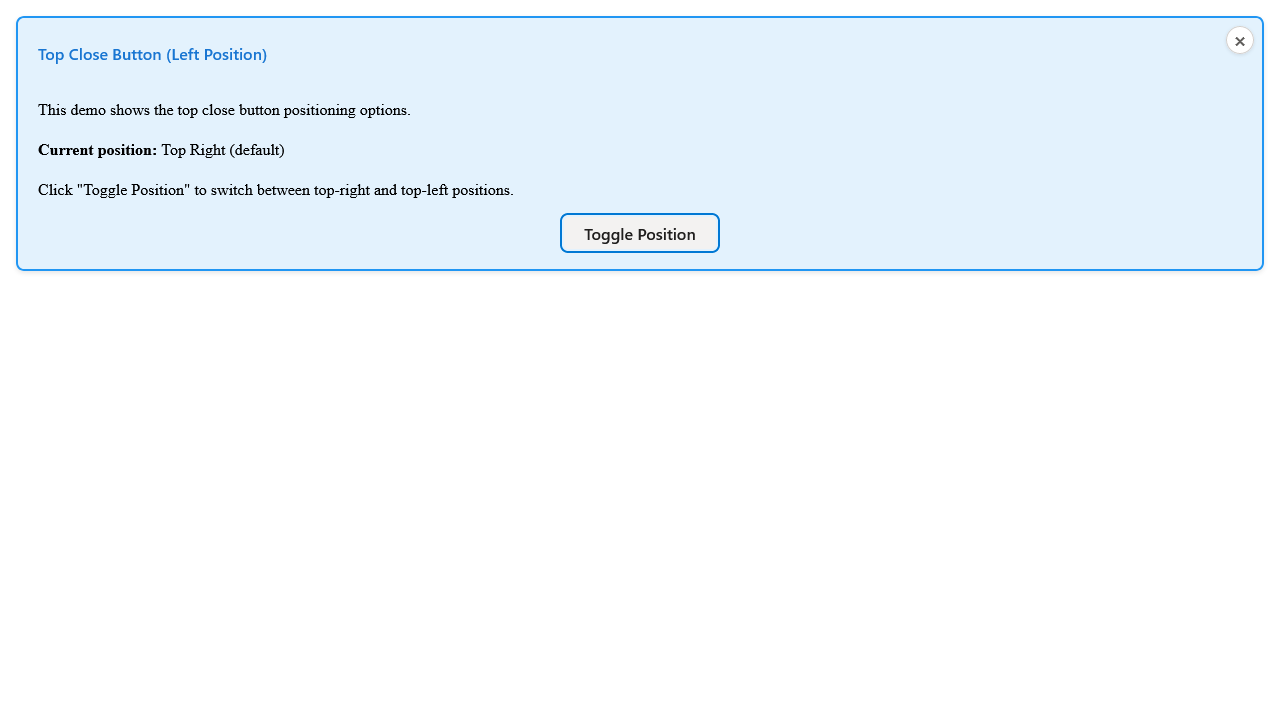 Top Close Button (Left Position)
This demo shows the top close button positioning options.
Current position: Top Right (default)
Click "Toggle Position" to switch between top-right and top-left positions.
Toggle Position